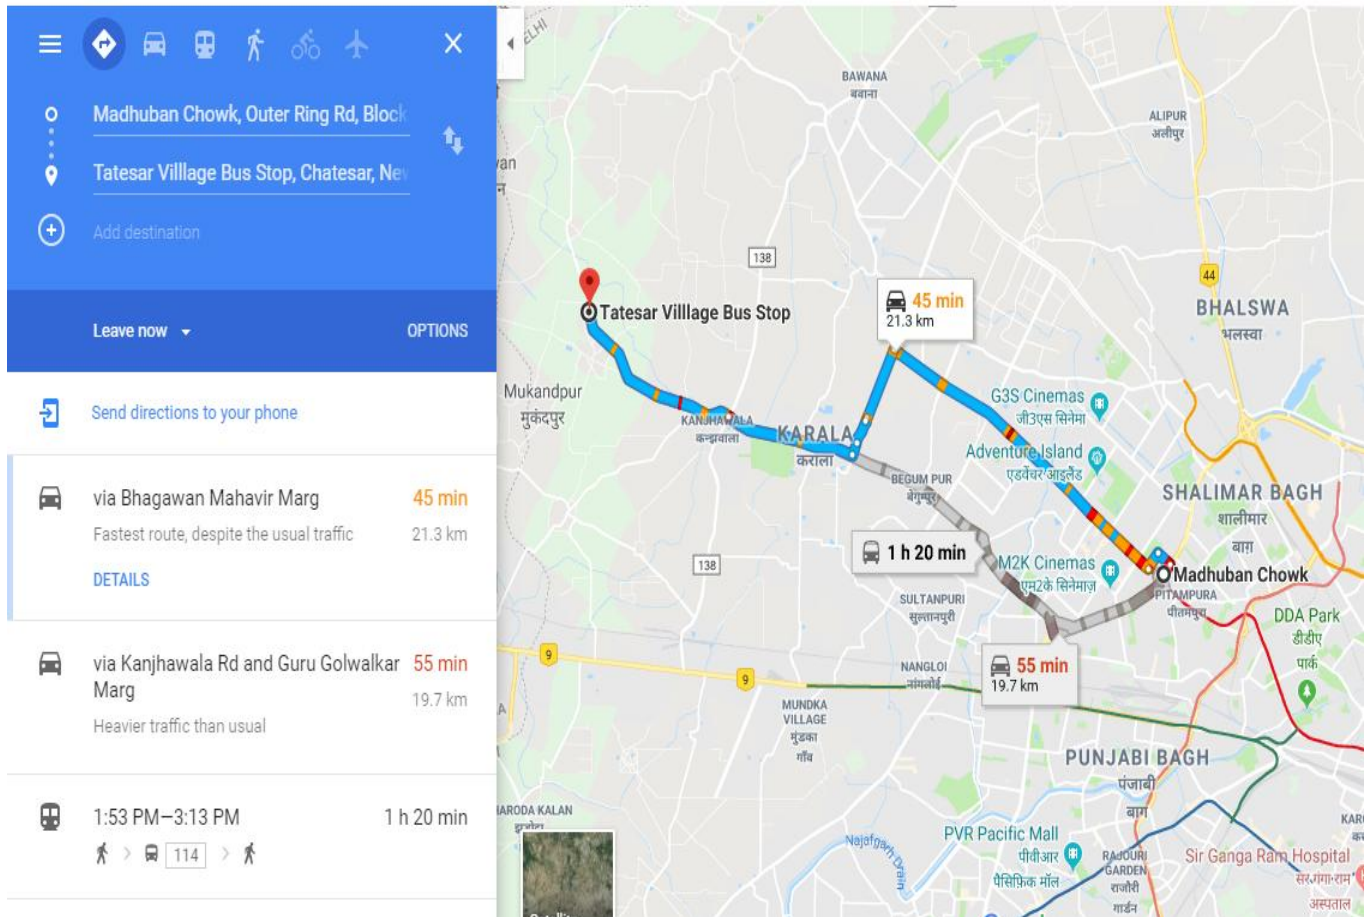 Madhuban Chowk, Outer Ring Rd, Block
Tatesar Villlage Bus Stop, Chatesar, New
Add destination
Leave now
OPTIONS
Send directions to your phone
via Bhagawan Mahavir Marg 45 min
Fastest route, despite the usual traffic 21.3 km
DETAILS
via Kanjhawala Rd and Guru Golwalkar 55 min
Marg 19.7 km
Heavier traffic than usual
1:53 PM–3:13 PM 1 h 20 min
114
DELHI
BAWANA
बवाना
ALIPUR
अलीपुर
138
44
BHALSWA
भलस्वा
45 min
21.3 km
Tatesar Villlage Bus Stop
Mukandpur
मुकंदपुर
KANJHAWALA
कन्झावाला
KARALA
कराला
G3S Cinemas
जी3एस सिनेमा
Adventure Island
एडवेंचर आइलैंड
BEGUM PUR
बेगमपुर
SHALIMAR BAGH
शालीमार
बाग़
1 h 20 min
138
M2K Cinemas
एम2के सिनेमाज़
Madhuban Chowk
PITAMPURA
पीतमपुरा
SULTANPURI
सुल्तानपुरी
DDA Park
डीडीए
पार्क
9
9
NANGLOI
नांगलोई
55 min
19.7 km
MUNDKA
VILLAGE
मुंडका
गाँव
PUNJABI BAGH
पंजाबी
बाग
HARODA KALAN
Najafgarh Drain
PVR Pacific Mall
पीवीआर
पैसिफ़िक मॉल
RAJOURI
GARDEN
राजौरी
गार्डन
Sir Ganga Ram Hospital
सर गंगा राम
अस्पताल